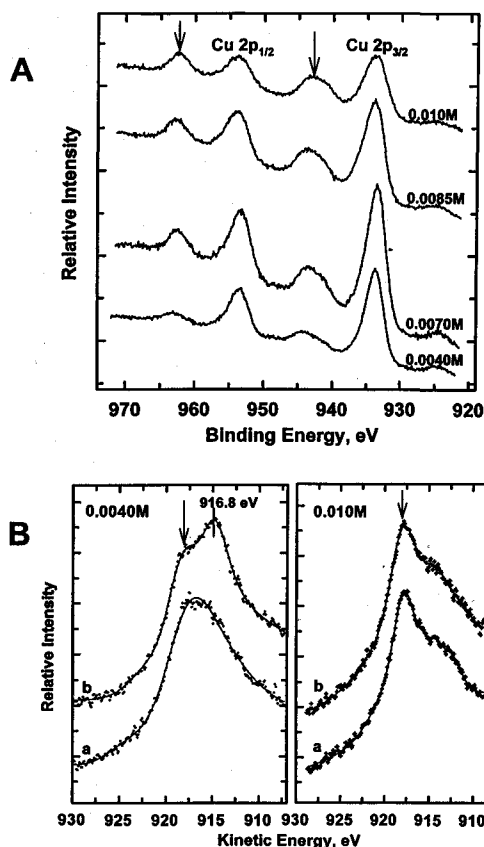 A
Cu 2p1/2
Cu 2p3/2
0.010M
0.0085M
0.0070M
0.0040M
Relative Intensity
970 960 950 940 930 920
Binding Energy, eV
B
0.0040M
916.8 eV
b
a
0.010M
b
a
Relative Intensity
930 925 920 915 910
930 925 920 915 910
Kinetic Energy, eV